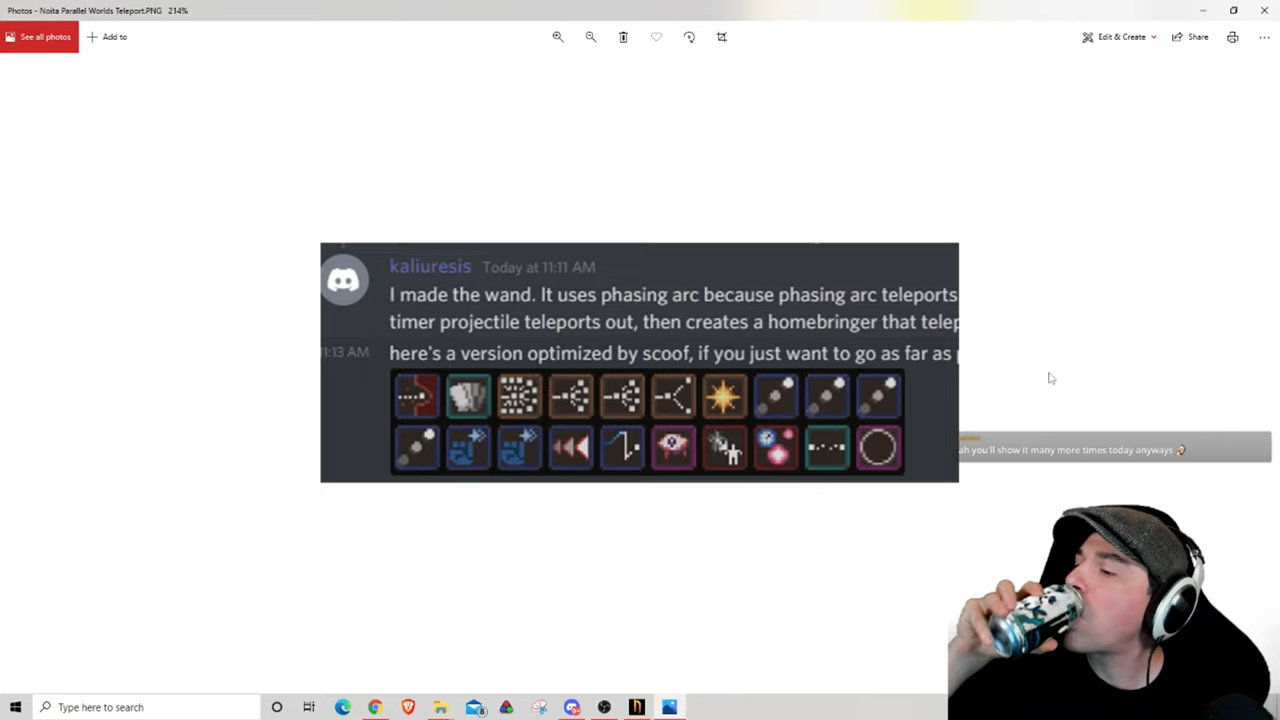 Photos - Noita Parallel Worlds Teleport.PNG 214%
See all photos
Add to
Edit & Create
Share
kaliuresis Today at 11:11 AM
I made the wand. It uses phasing arc because phasing arc teleports
timer projectile teleports out, then creates a homebringer that
11:13 AM here's a version optimized by scoof, if you just want to go as far as
ah you'll show it many more times today anyways
Type here to search
8